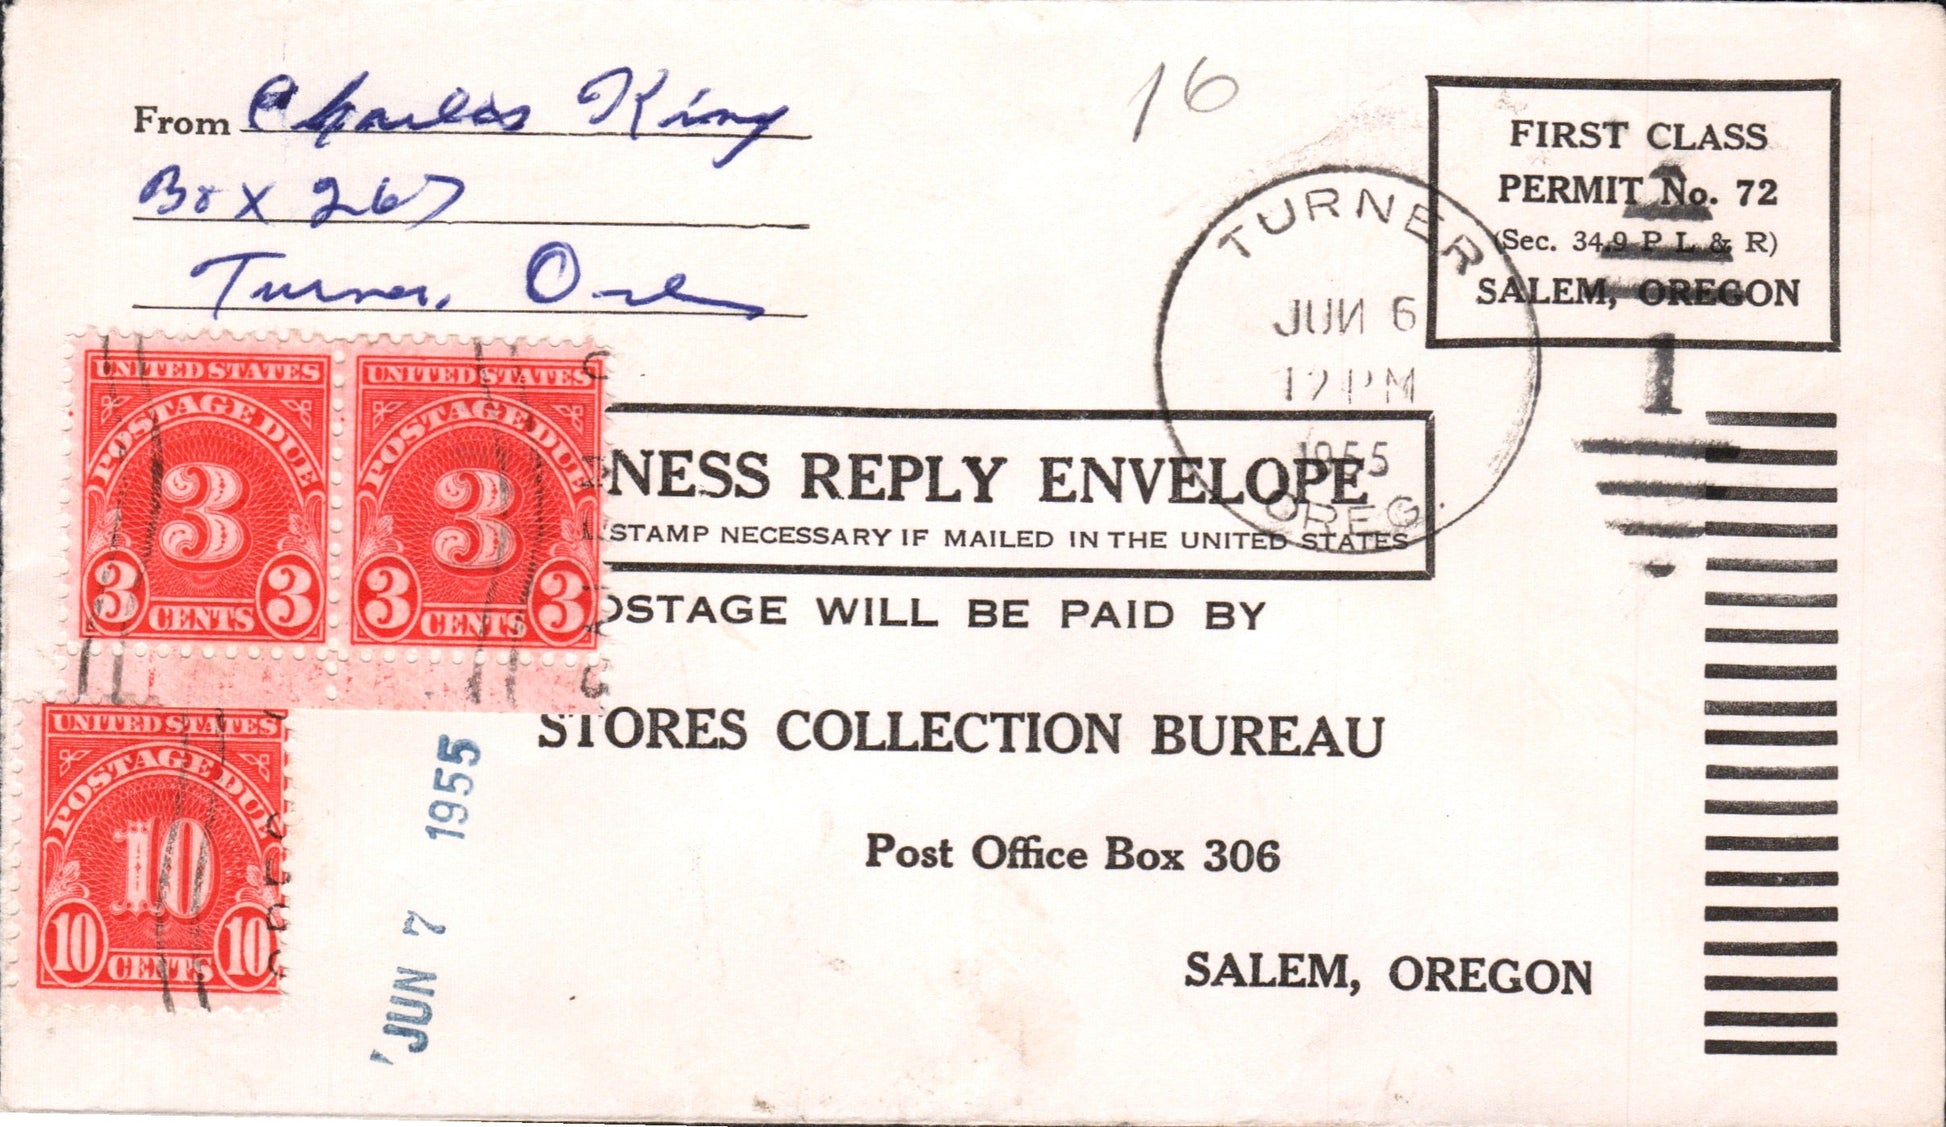 From Charles King
Box 267
Turner, Ore
16
FIRST CLASS
PERMIT No. 72
(Sec. 34.9 P L & R)
SALEM, OREGON
TURNER
JUN 6
12 PM
1955
OREG.
1
UNITED STATES
POSTAGE DUE
3
3 CENTS 3
UNITED STATES
POSTAGE DUE
3
3 CENTS 3
NESS REPLY ENVELOPE
STAMP NECESSARY IF MAILED IN THE UNITED STATES
OSTAGE WILL BE PAID BY
STORES COLLECTION BUREAU
Post Office Box 306
SALEM, OREGON
UNITED STATES
POSTAGE DUE
10
10 CENTS 10
JUN 7 1955